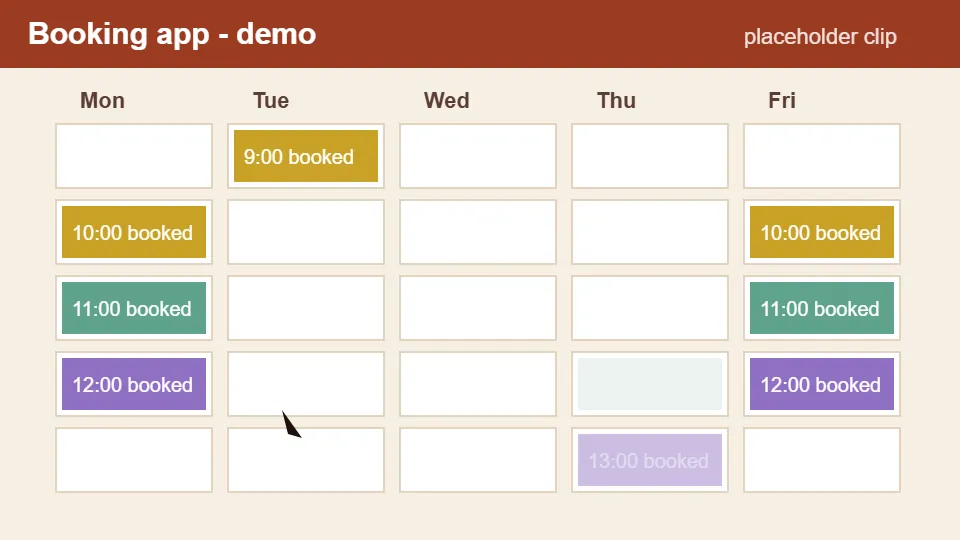 Booking app - demo
placeholder clip
Mon Tue Wed Thu Fri
9:00 booked
10:00 booked 10:00 booked
11:00 booked 11:00 booked
12:00 booked 12:00 booked
13:00 booked